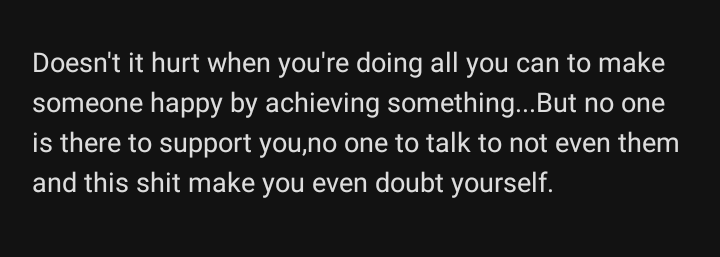 Doesn't it hurt when you're doing all you can to make
someone happy by achieving something...But no one
is there to support you,no one to talk to not even them
and this shit make you even doubt yourself.